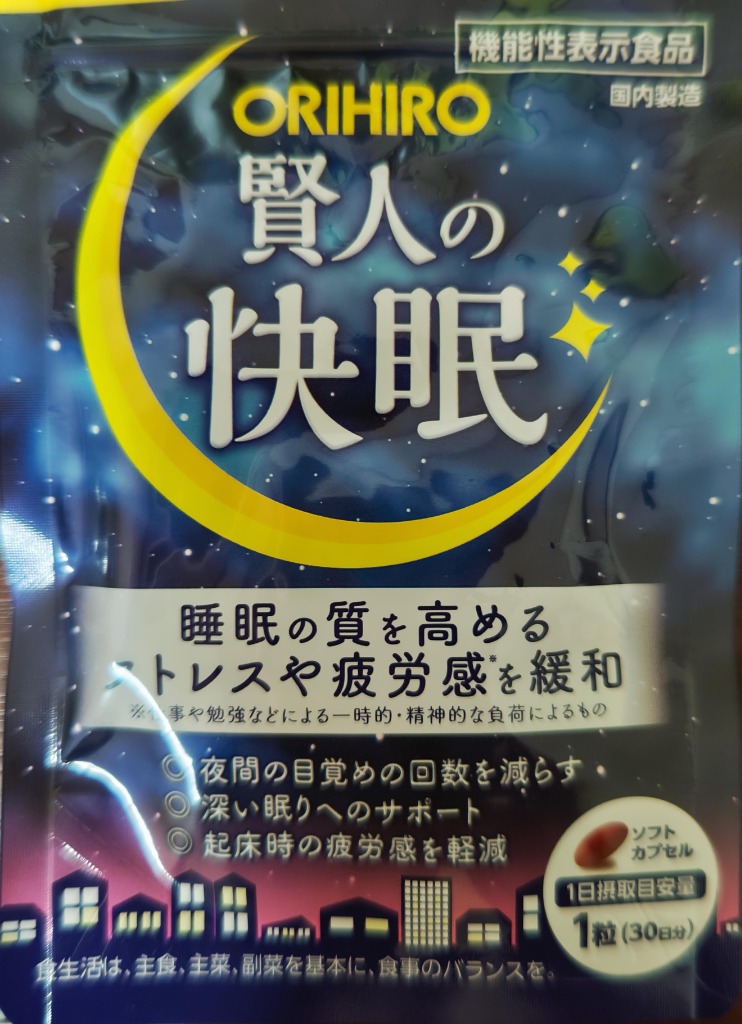 機能性表示食品
国内製造
ORIHIRO
賢人の
快眠
睡眠の質を高める
ストレスや疲労感※を緩和
※仕事や勉強などによる一時的・精神的な負荷によるもの
◎ 夜間の目覚めの回数を減らす
◎ 深い眠りへのサポート
◎ 起床時の疲労感を軽減
ソフト
カプセル
1日摂取目安量
1粒(30日分)
食生活は、主食、主菜、副菜を基本に、食事のバランスを。